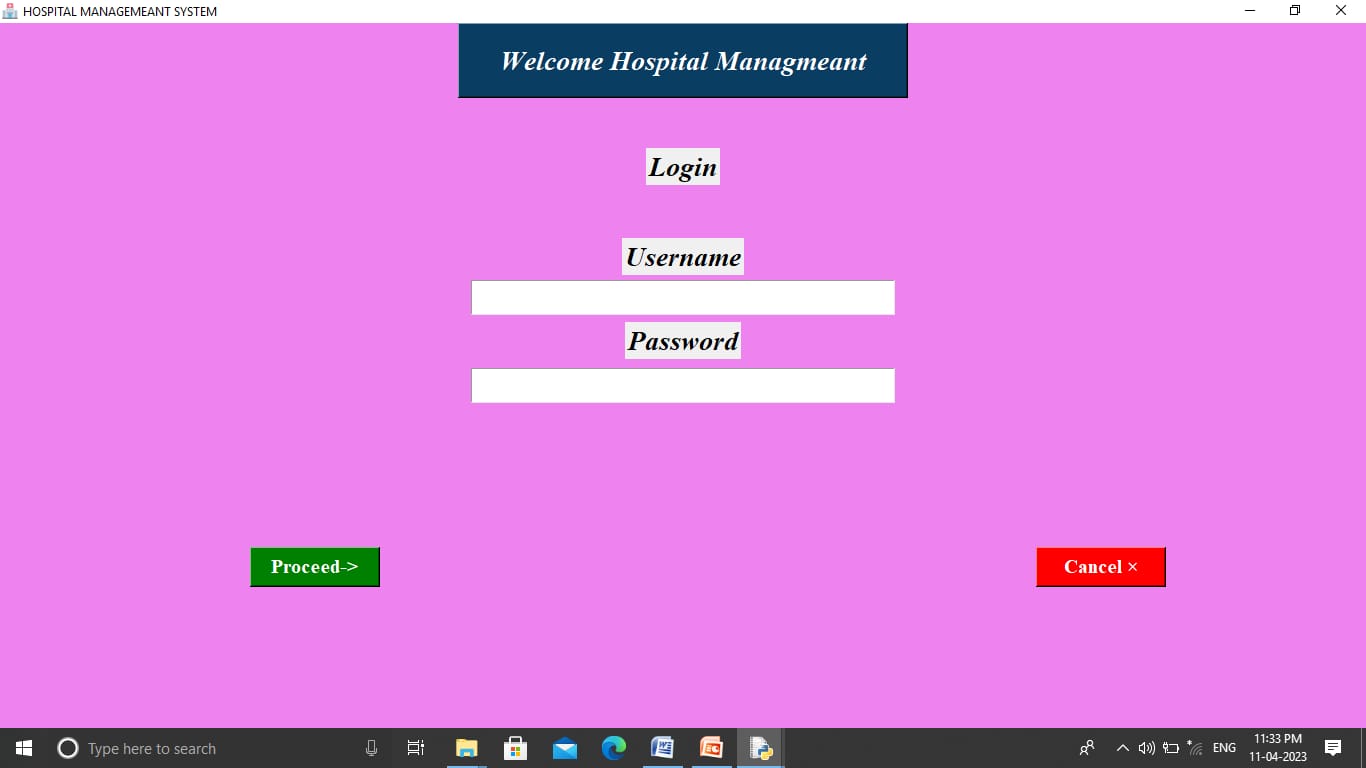 HOSPITAL MANAGEMEANT SYSTEM
Welcome Hospital Managmeant
Login
Username
Password
Proceed->
Cancel ×
Type here to search
ENG
11:33 PM
11-04-2023